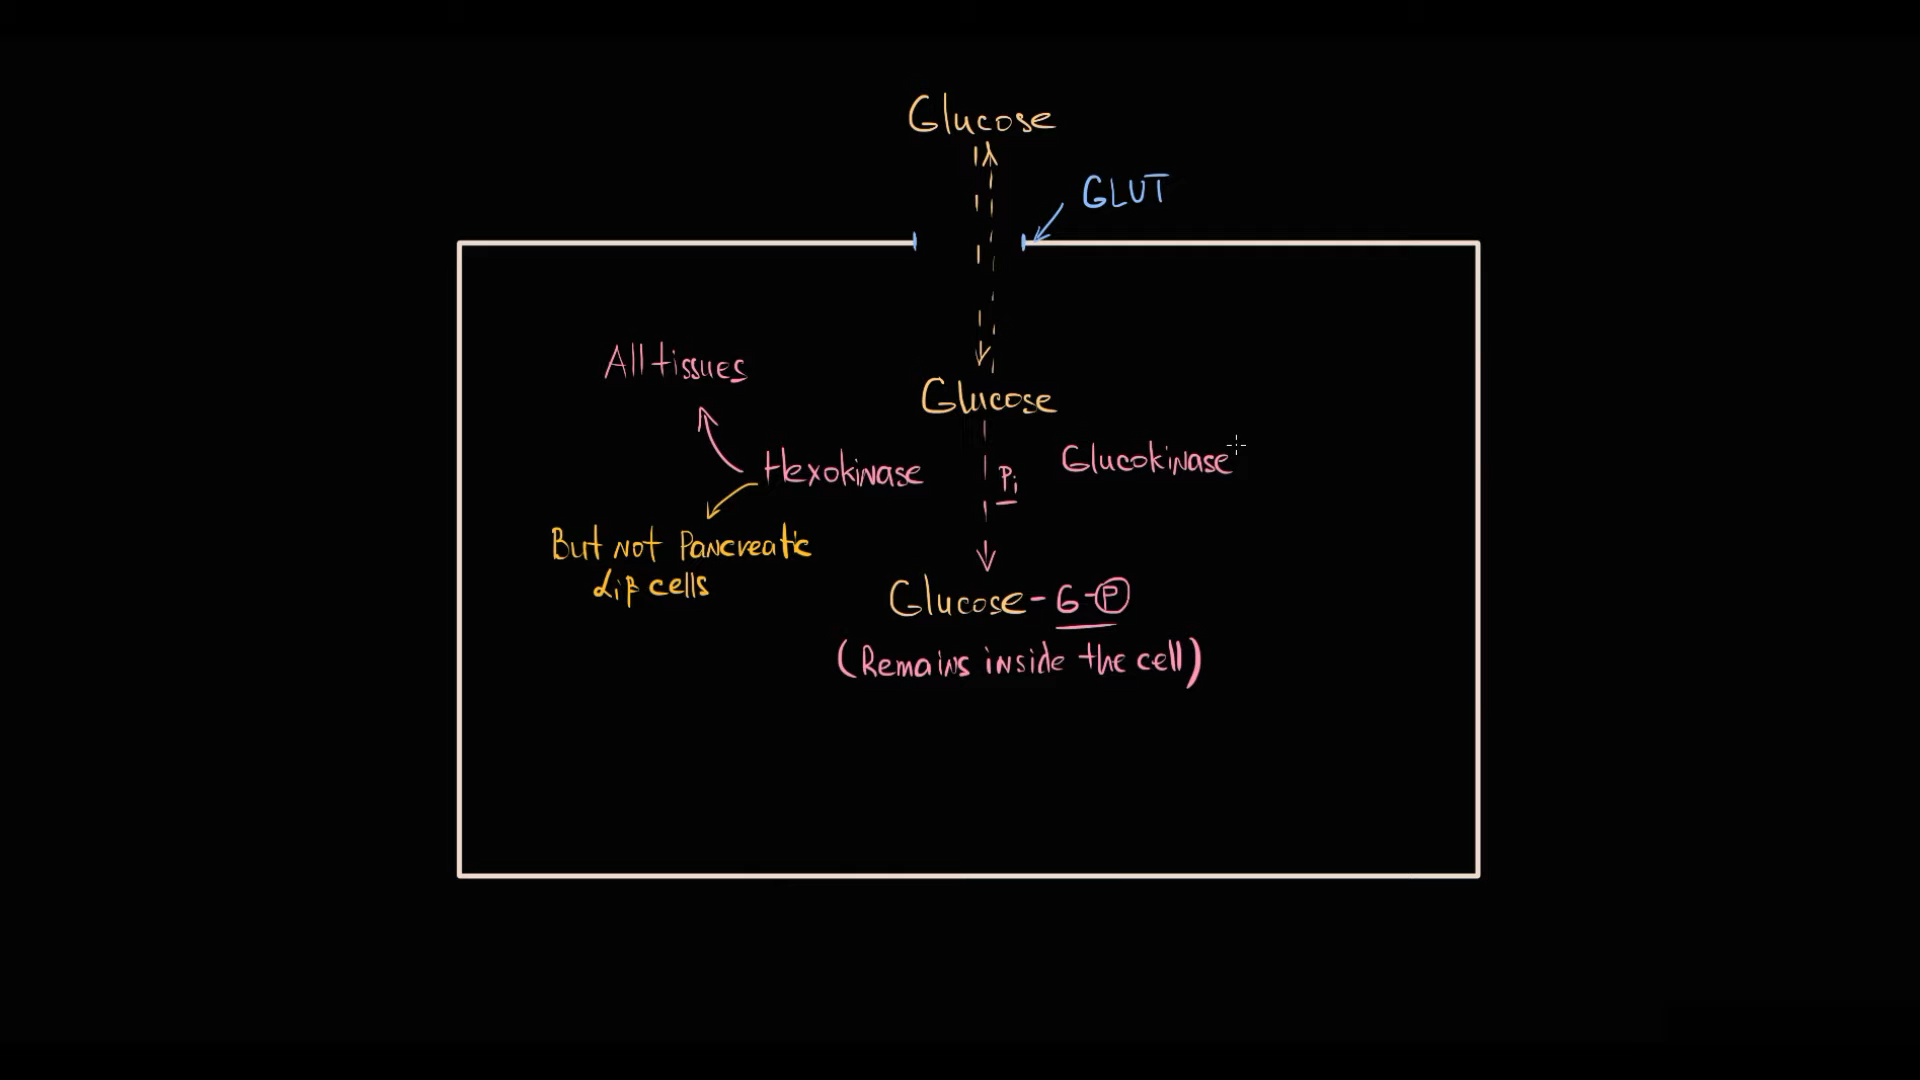 Glucose
GLUT
All tissues
Glucose
Hexokinase
Pi
Glucokinase
But not Pancreatic
α, β cells
Glucose-6-P
(Remains inside the cell)